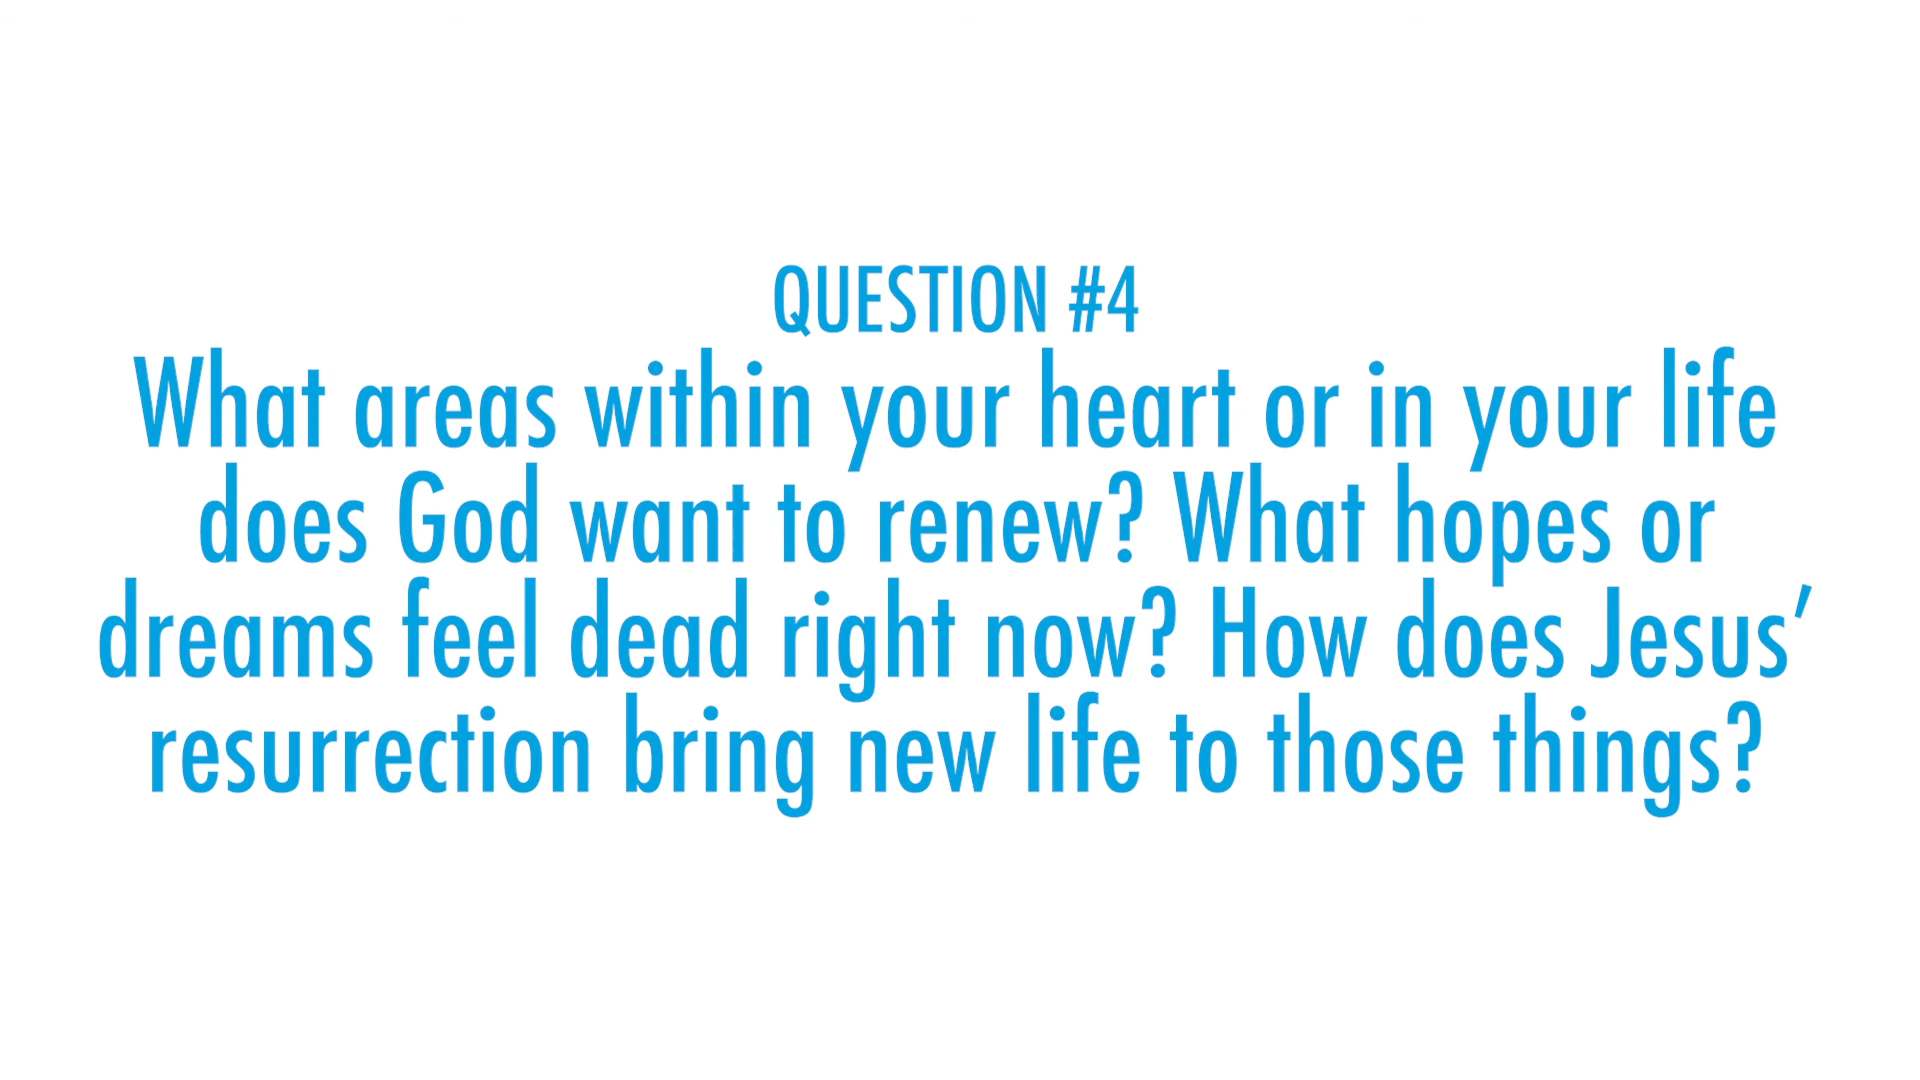 QUESTION #4
What areas within your heart or in your life
does God want to renew? What hopes or
dreams feel dead right now? How does Jesus’
resurrection bring new life to those things?